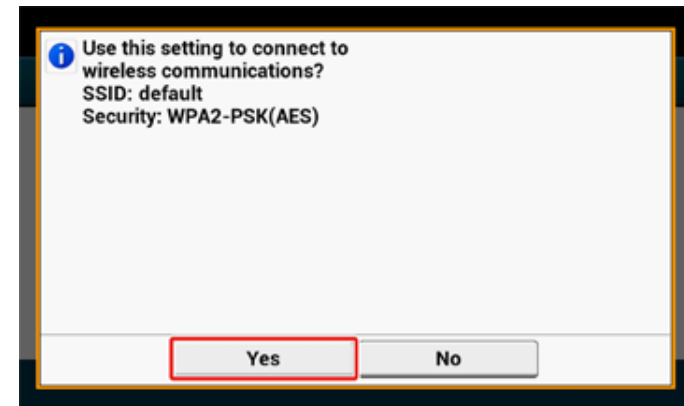 Use this setting to connect to
wireless communications?
SSID: default
Security: WPA2-PSK(AES)
Yes
No